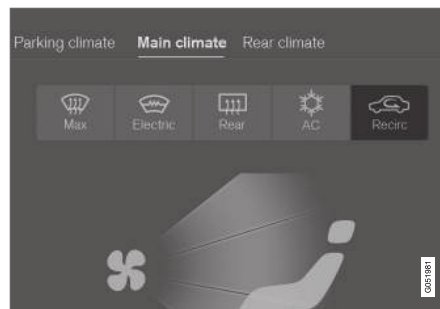 Parking climate Main climate Rear climate
Max Electric Rear AC Recirc
G051981